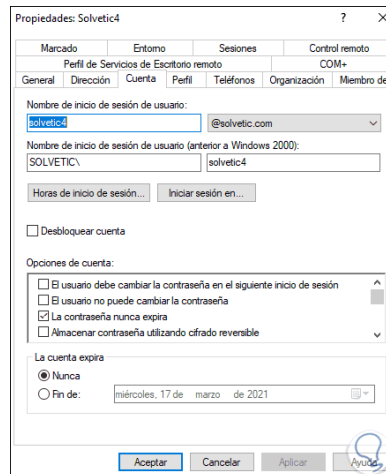 Propiedades: Solvetic4
Marcado Entorno Sesiones Control remoto
Perfil de Servicios de Escritorio remoto COM+
General Dirección Cuenta Perfil Teléfonos Organización Miembro de
Nombre de inicio de sesión de usuario:
solvetic4 @solvetic.com
Nombre de inicio de sesión de usuario (anterior a Windows 2000):
SOLVETIC\ solvetic4
Horas de inicio de sesión... Iniciar sesión en...
Desbloquear cuenta
Opciones de cuenta:
El usuario debe cambiar la contraseña en el siguiente inicio de sesión
El usuario no puede cambiar la contraseña
La contraseña nunca expira
Almacenar contraseña utilizando cifrado reversible
La cuenta expira
Nunca
Fin de: miércoles, 17 de marzo de 2021
Aceptar Cancelar Aplicar Ayuda